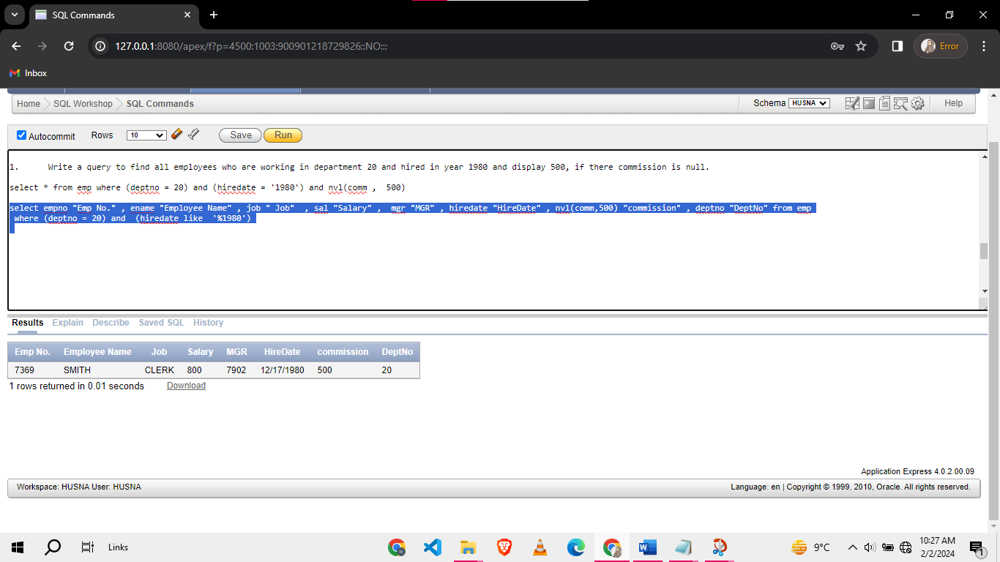 SQL Commands
127.0.0.1:8080/apex/f?p=4500:1003:900901218729826::NO:::
Error
Inbox
Home SQL Workshop SQL Commands
Schema HUSNA Help
Autocommit Rows 10 Save Run
1. Write a query to find all employees who are working in department 20 and hired in year 1980 and display 500, if there commission is null.
select * from emp where (deptno = 20) and (hiredate = '1980') and nvl(comm , 500)
select empno "Emp No." , ename "Employee Name" , job " Job" , sal "Salary" , mgr "MGR" , hiredate "HireDate" , nvl(comm,500) "commission" , deptno "DeptNo" from emp
where (deptno = 20) and (hiredate like '%1980')
Results Explain Describe Saved SQL History
Emp No. Employee Name Job Salary MGR HireDate commission DeptNo
7369 SMITH CLERK 800 7902 12/17/1980 500 20
1 rows returned in 0.01 seconds Download
Application Express 4.0.2.00.09
Workspace: HUSNA User: HUSNA
Language: en | Copyright © 1999, 2010, Oracle. All rights reserved.
Links
9°C
10:27 AM
2/2/2024
1